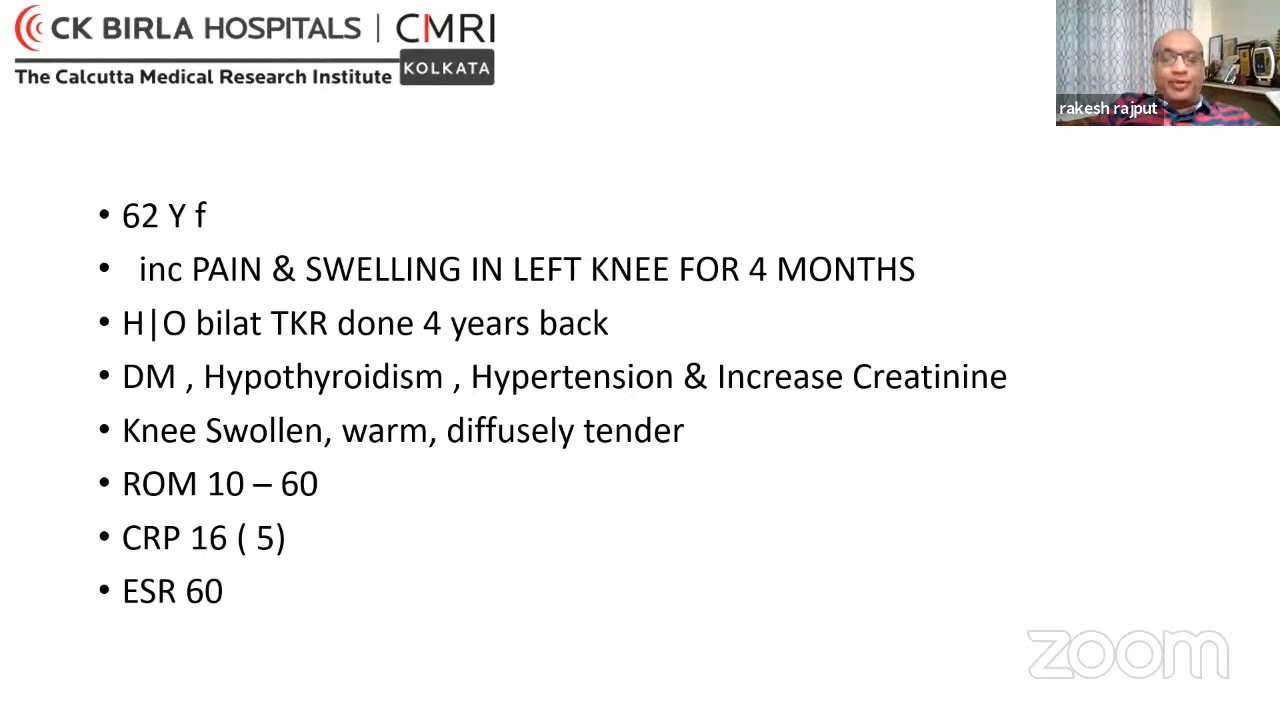 CK BIRLA HOSPITALS | CMRI
The Calcutta Medical Research Institute KOLKATA
rakesh rajput
• 62 Y f
• inc PAIN & SWELLING IN LEFT KNEE FOR 4 MONTHS
• H|O bilat TKR done 4 years back
• DM , Hypothyroidism , Hypertension & Increase Creatinine
• Knee Swollen, warm, diffusely tender
• ROM 10 – 60
• CRP 16 ( 5)
• ESR 60
zoom